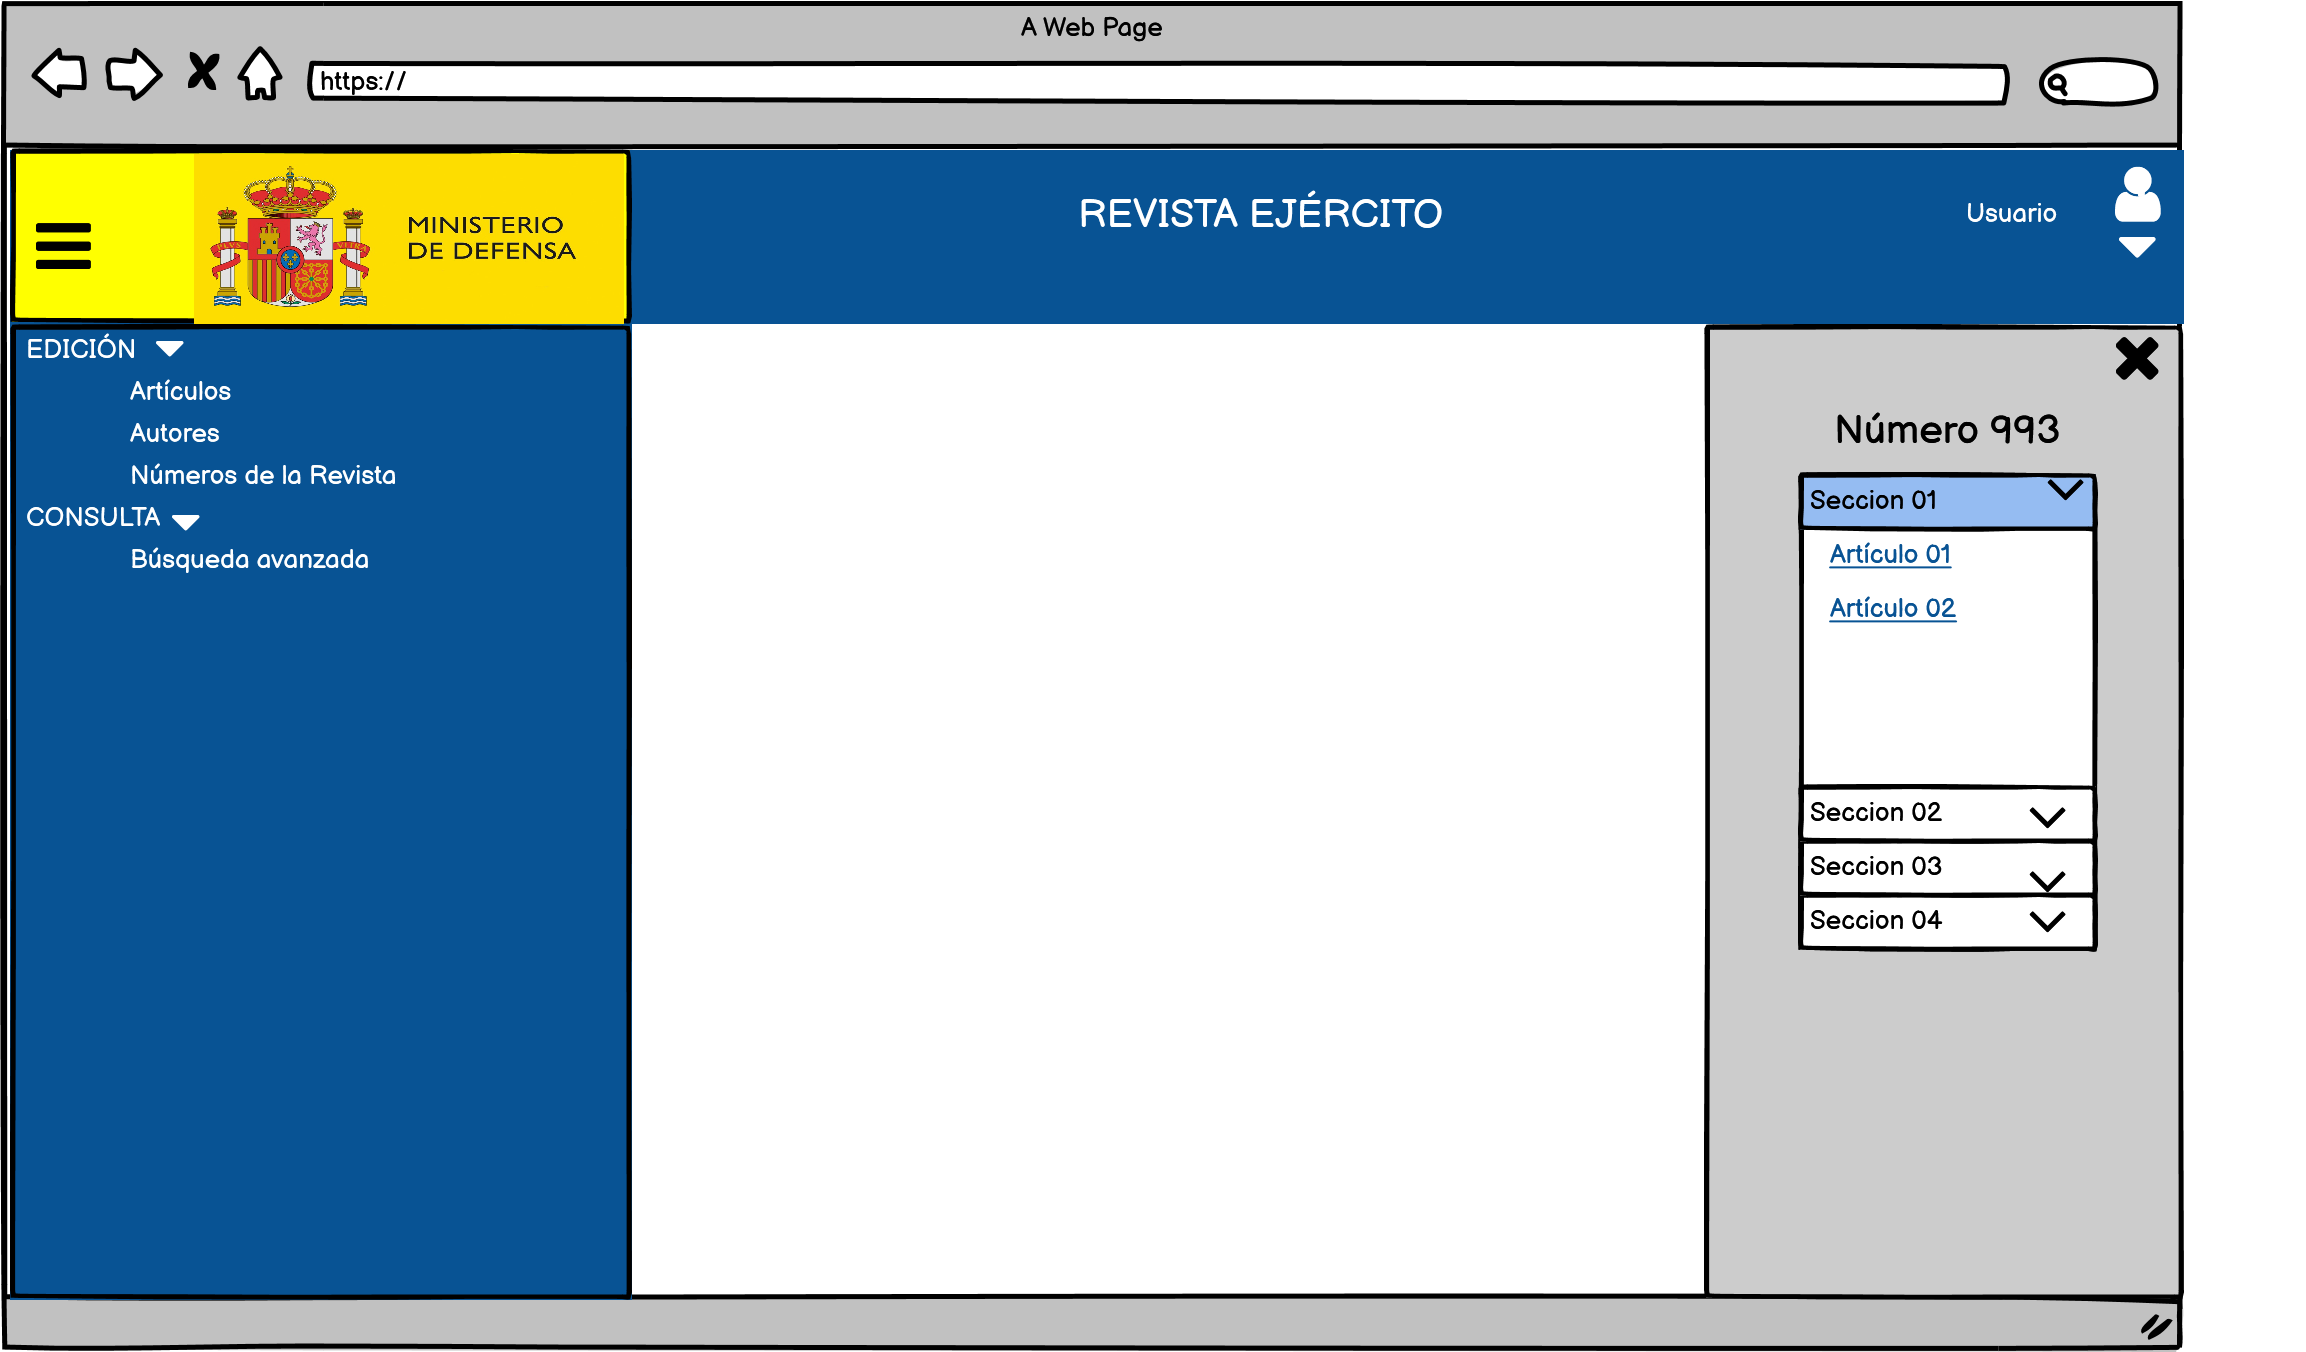 A Web Page
https://
MINISTERIO
DE DEFENSA
REVISTA EJÉRCITO
Usuario
EDICIÓN
Artículos
Autores
Números de la Revista
CONSULTA
Búsqueda avanzada
Número 993
Seccion 01
Artículo 01
Artículo 02
Seccion 02
Seccion 03
Seccion 04